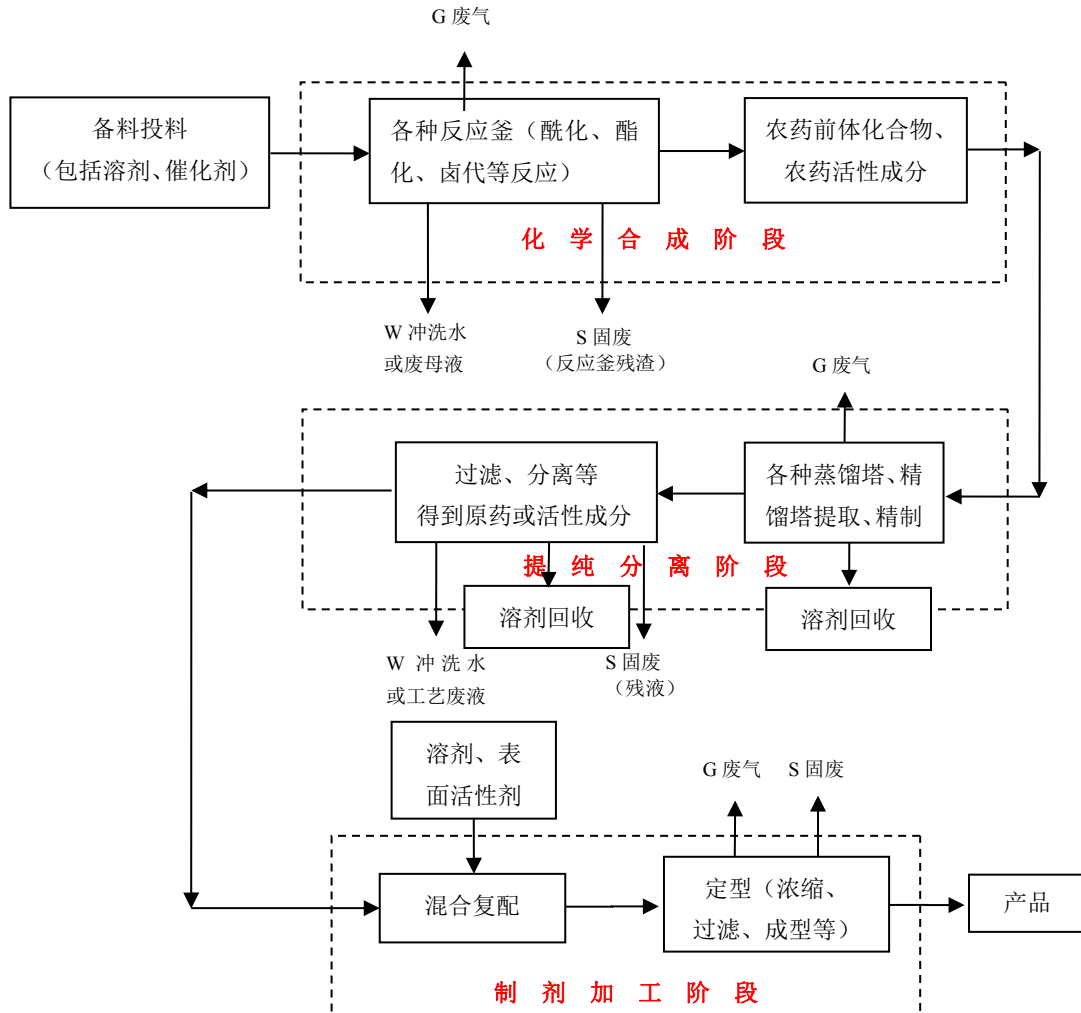 G 废气
备料投料
（包括溶剂、催化剂）
各种反应釜（酰化、酯
化、卤代等反应）
农药前体化合物、
农药活性成分
化 学 合 成 阶 段
W 冲洗水
或废母液
S 固废
（反应釜残渣）
G 废气
过滤、分离等
得到原药或活性成分
各种蒸馏塔、精
馏塔提取、精制
提 纯 分 离 阶 段
溶剂回收
溶剂回收
W 冲 洗 水
或工艺废液
S 固废
（残液）
溶剂、表
面活性剂
G 废气
S 固废
混合复配
定型（浓缩、
过滤、成型等）
产品
制 剂 加 工 阶 段